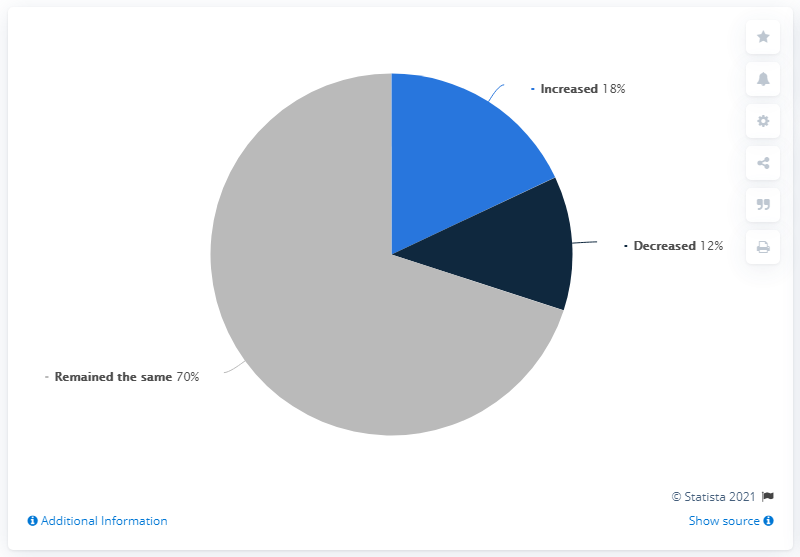 - Increased 18%
- Decreased 12%
- Remained the same 70%
© Statista 2021
Additional Information
Show source